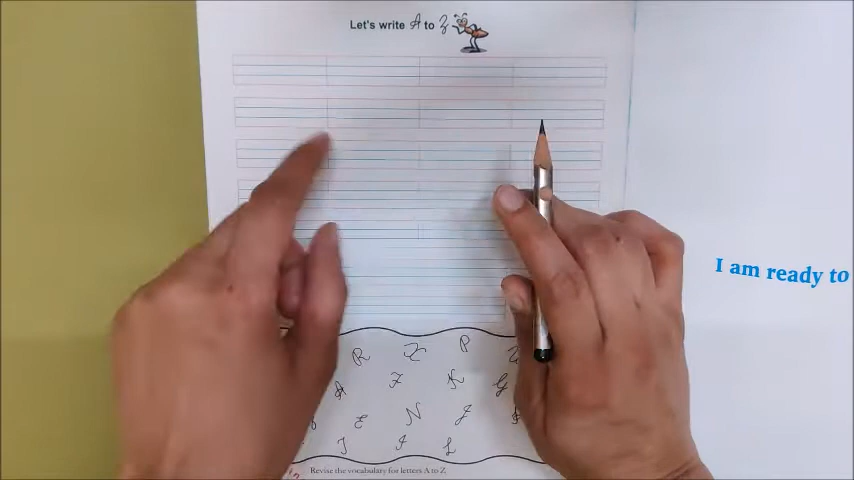 Let's write A to Z
I am ready to
R X P
A F K G
E N J
T I L
Revise the vocabulary for letters A to Z